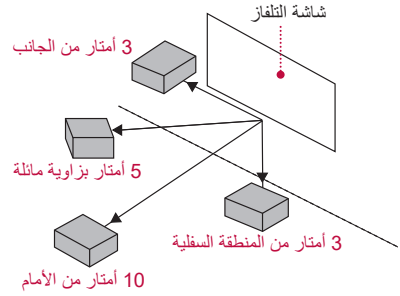 شاشة التلفاز
3 أمتار من الجانب
5 أمتار بزاوية مائلة
3 أمتار من المنطقة السفلية
10 أمتار من الأمام